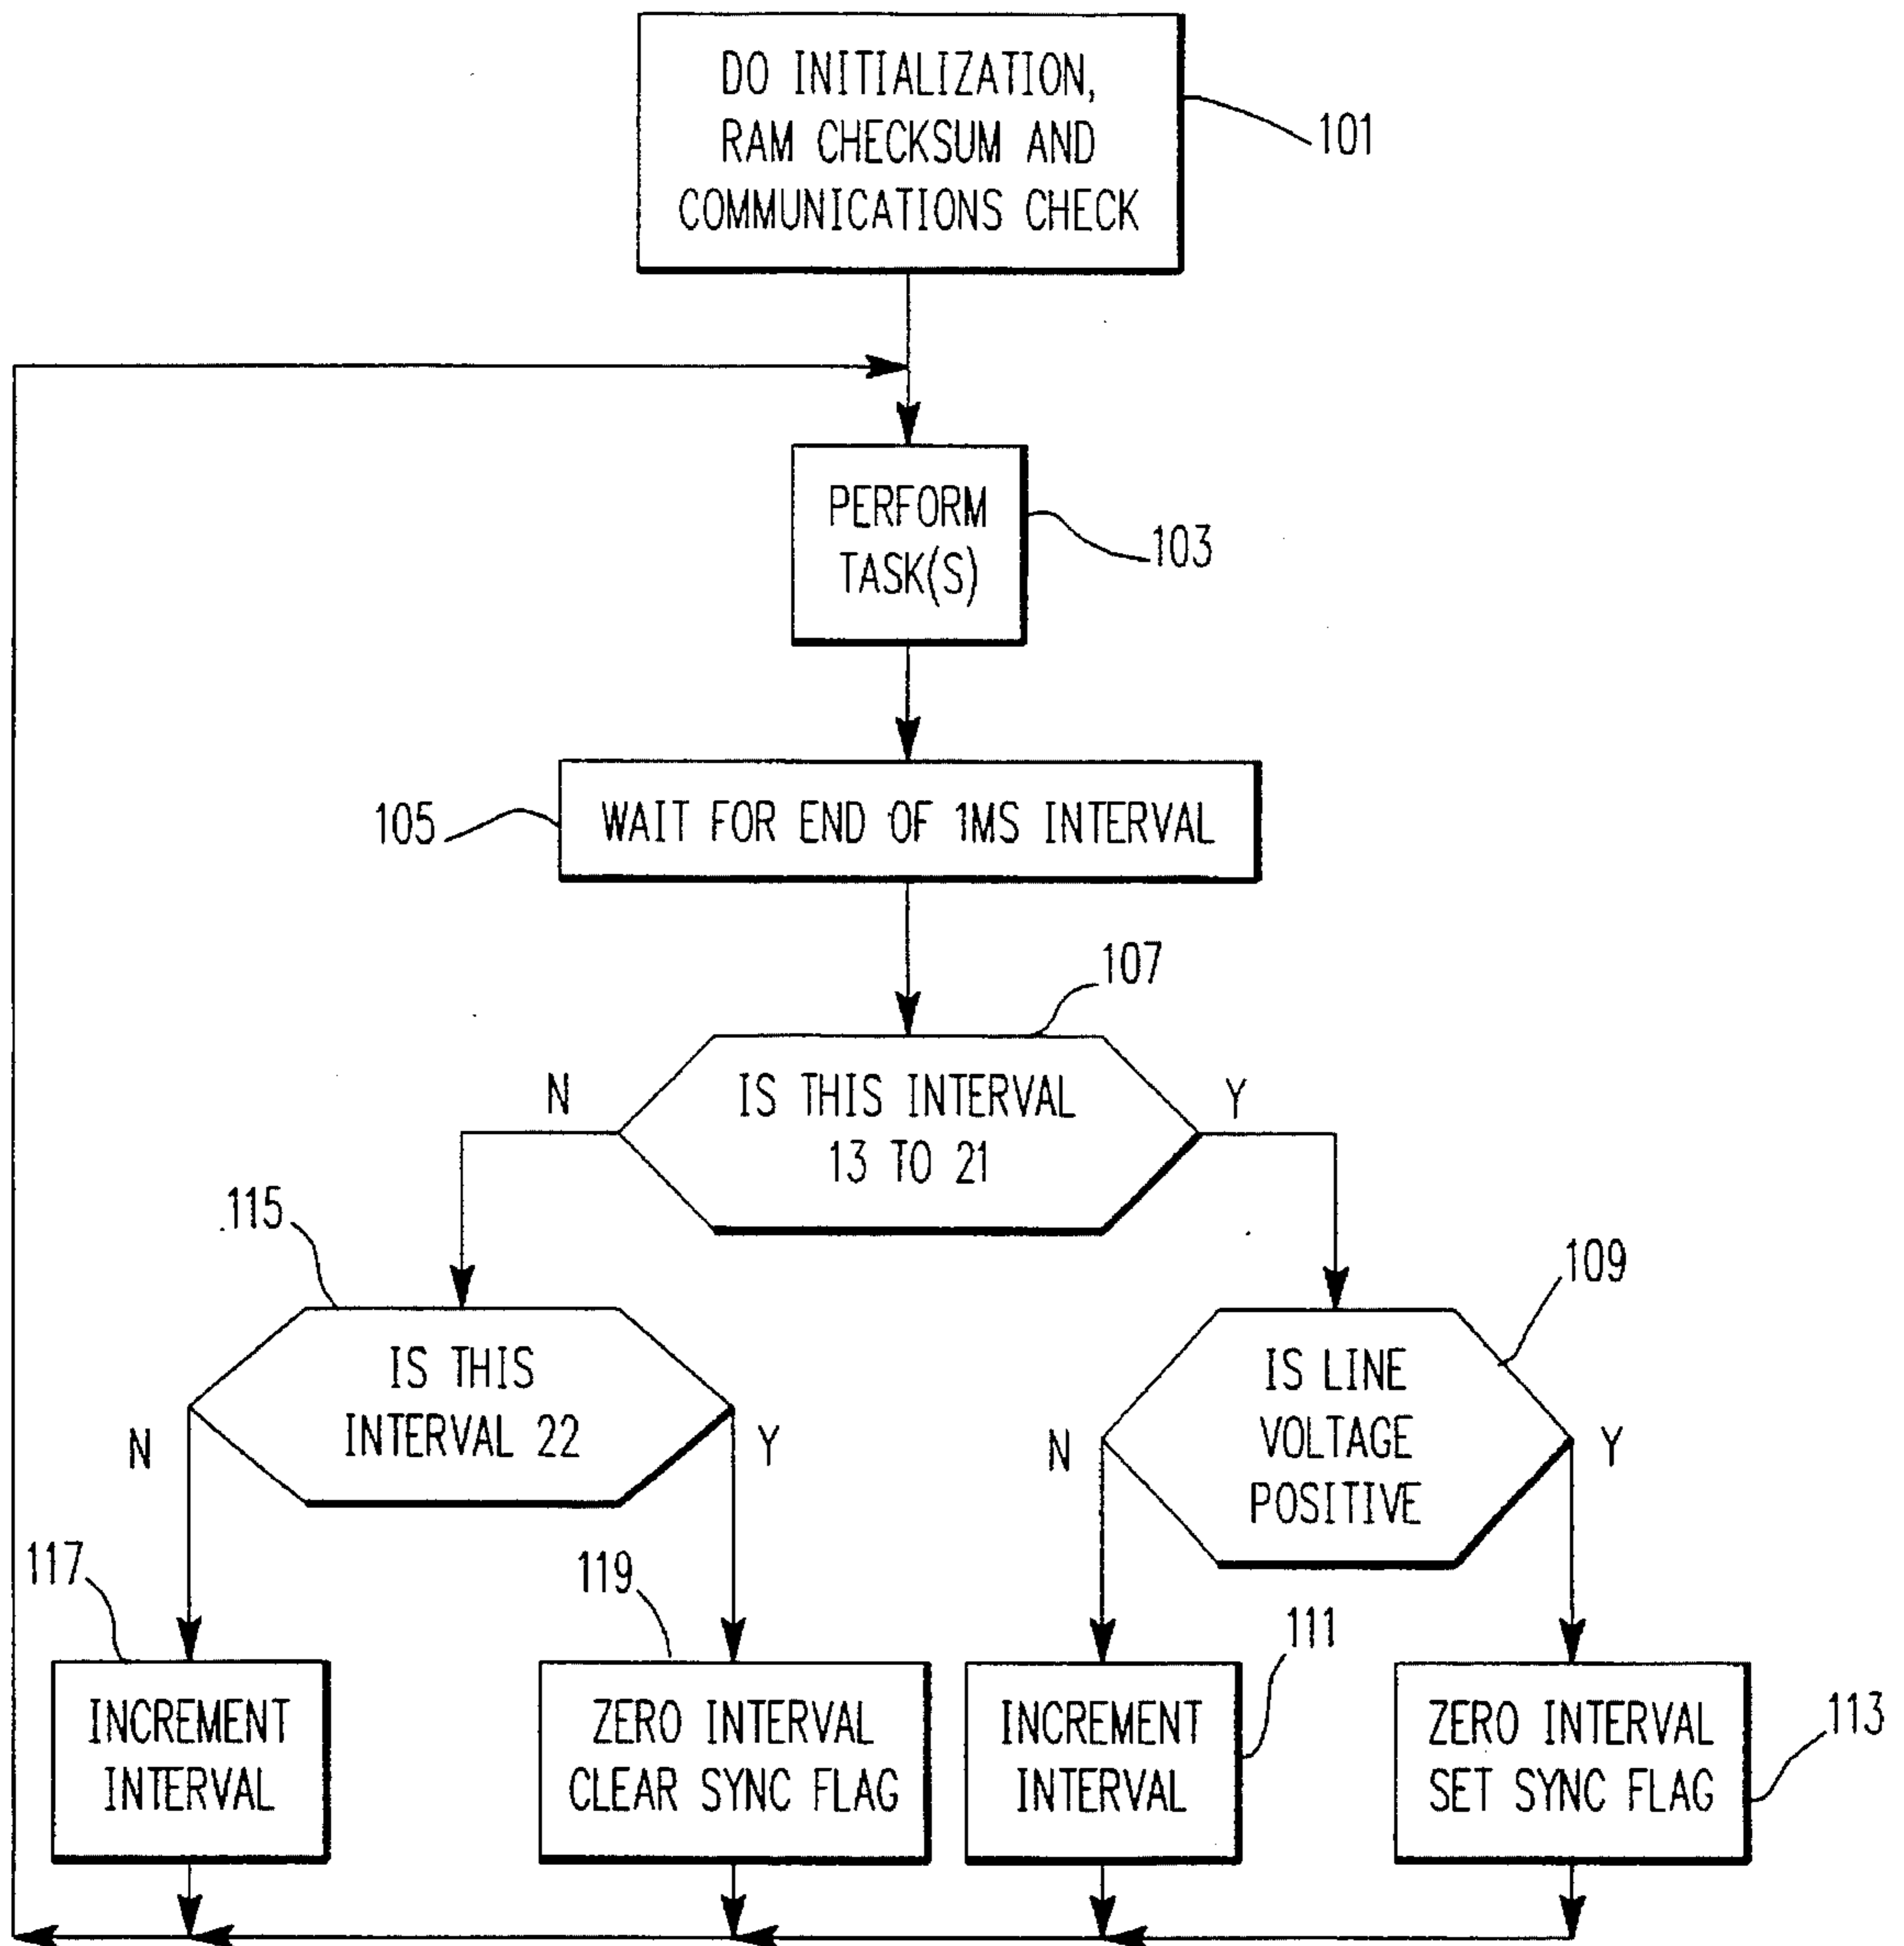 DO INITIALIZATION,
RAM CHECKSUM AND
COMMUNICATIONS CHECK
101
PERFORM
TASK(S)
103
105
WAIT FOR END OF 1MS INTERVAL
107
N
IS THIS INTERVAL
13 TO 21
Y
115
IS THIS
INTERVAL 22
N
Y
109
IS LINE
VOLTAGE
POSITIVE
N
Y
117
INCREMENT
INTERVAL
119
ZERO INTERVAL
CLEAR SYNC FLAG
111
INCREMENT
INTERVAL
ZERO INTERVAL
SET SYNC FLAG
113